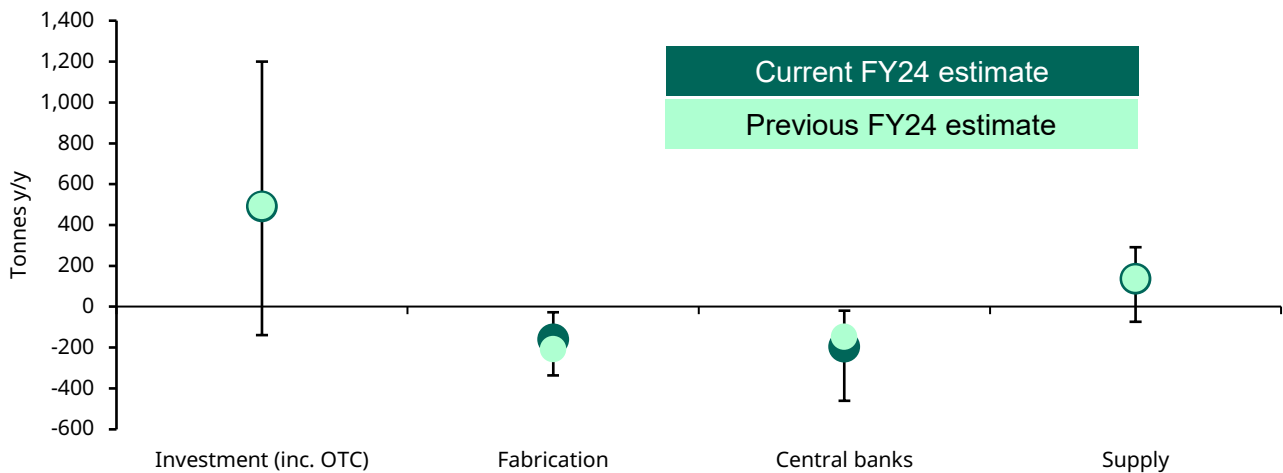 1,400
1,200
1,000
800
600
400
200
0
-200
-400
-600
Tonnes y/y
Current FY24 estimate
Previous FY24 estimate
Investment (inc. OTC)
Fabrication
Central banks
Supply